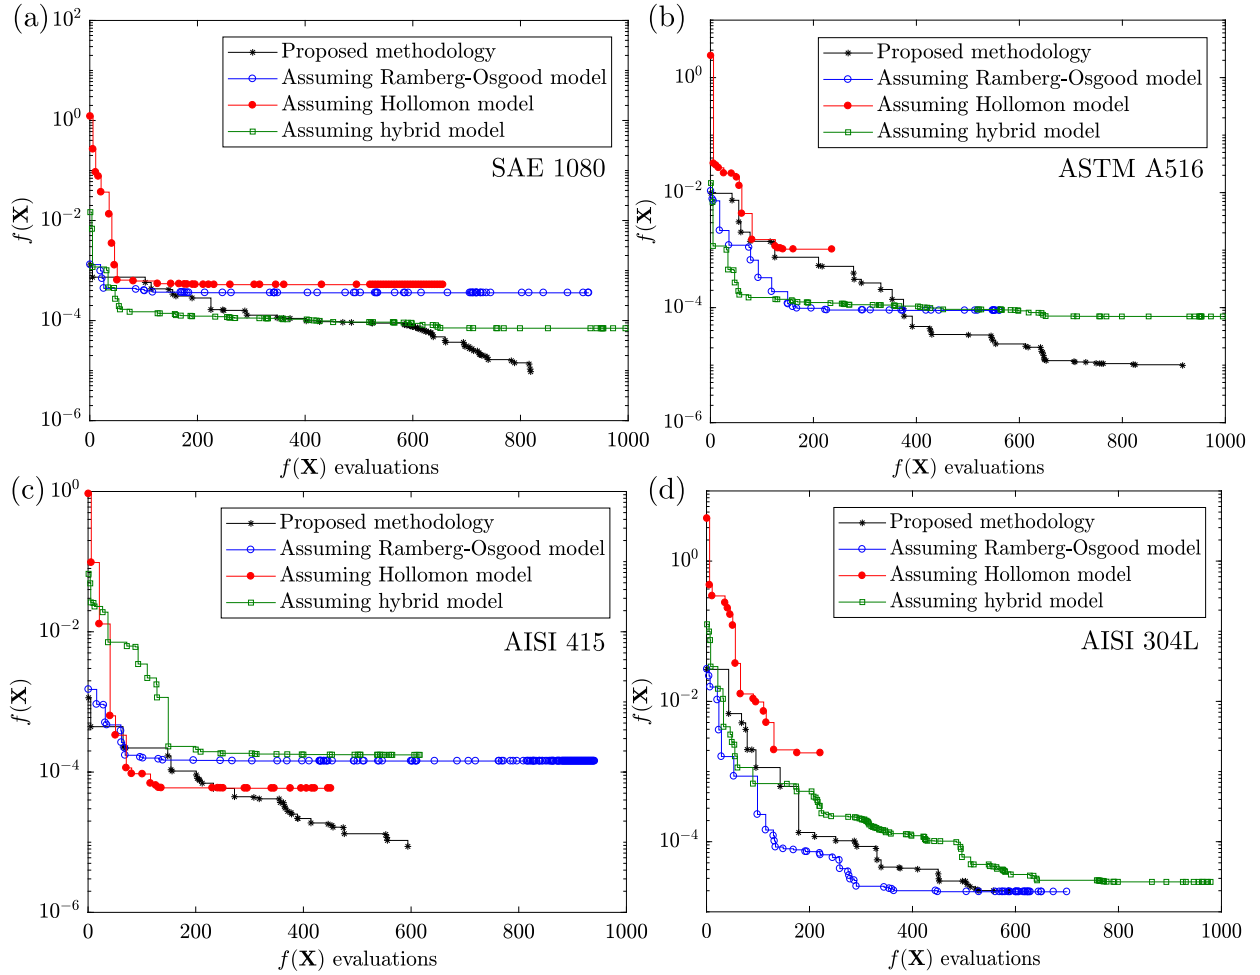 (a)
10^2
10^0
10^-2
10^-4
10^-6
f(X)
Proposed methodology
Assuming Ramberg-Osgood model
Assuming Hollomon model
Assuming hybrid model
SAE 1080
0 200 400 600 800 1000
f(X) evaluations
(b)
10^0
10^-2
10^-4
10^-6
f(X)
Proposed methodology
Assuming Ramberg-Osgood model
Assuming Hollomon model
Assuming hybrid model
ASTM A516
0 200 400 600 800 1000
f(X) evaluations
(c)
10^0
10^-2
10^-4
10^-6
f(X)
Proposed methodology
Assuming Ramberg-Osgood model
Assuming Hollomon model
Assuming hybrid model
AISI 415
0 200 400 600 800 1000
f(X) evaluations
(d)
10^0
10^-2
10^-4
f(X)
Proposed methodology
Assuming Ramberg-Osgood model
Assuming Hollomon model
Assuming hybrid model
AISI 304L
0 200 400 600 800 1000
f(X) evaluations